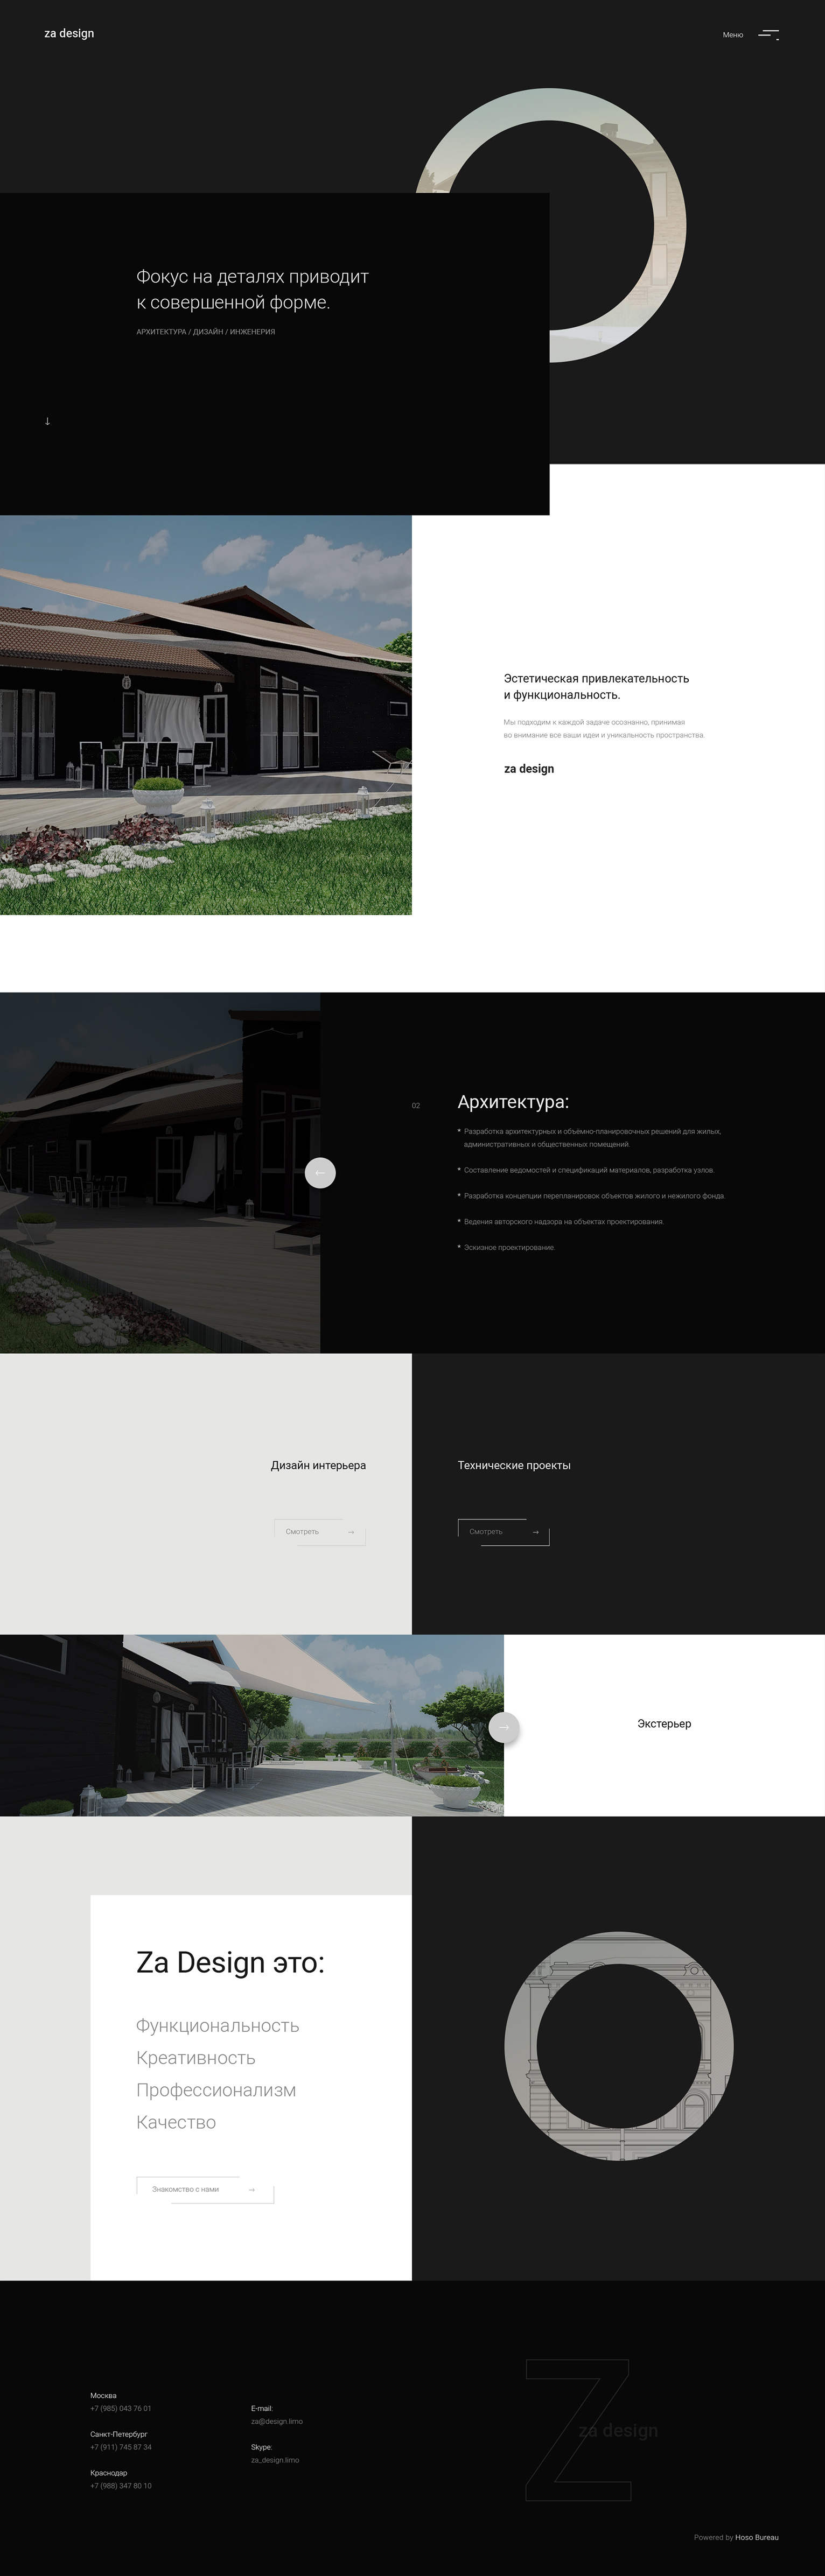 za design
Меню
Фокус на деталях приводит
к совершенной форме.
АРХИТЕКТУРА / ДИЗАЙН / ИНЖЕНЕРИЯ
↓
Эстетическая привлекательность
и функциональность.
Мы подходим к каждой задаче осознанно, принимая
во внимание все ваши идеи и уникальность пространства.
za design
02
Архитектура:
* Разработка архитектурных и объёмно-планировочных решений для жилых,
административных и общественных помещений.
* Составление ведомостей и спецификаций материалов, разработка узлов.
* Разработка концепции перепланировок объектов жилого и нежилого фонда.
* Ведения авторского надзора на объектах проектирования.
* Эскизное проектирование.
←
Дизайн интерьера
Смотреть →
Технические проекты
Смотреть →
→
Экстерьер
Za Design это:
Функциональность
Креативность
Профессионализм
Качество
Знакомство с нами →
Москва
+7 (985) 043 76 01
Санкт-Петербург
+7 (911) 745 87 34
Краснодар
+7 (988) 347 80 10
E-mail:
za@design.limo
Skype:
za_design.limo
Z
za design
Powered by Hoso Bureau